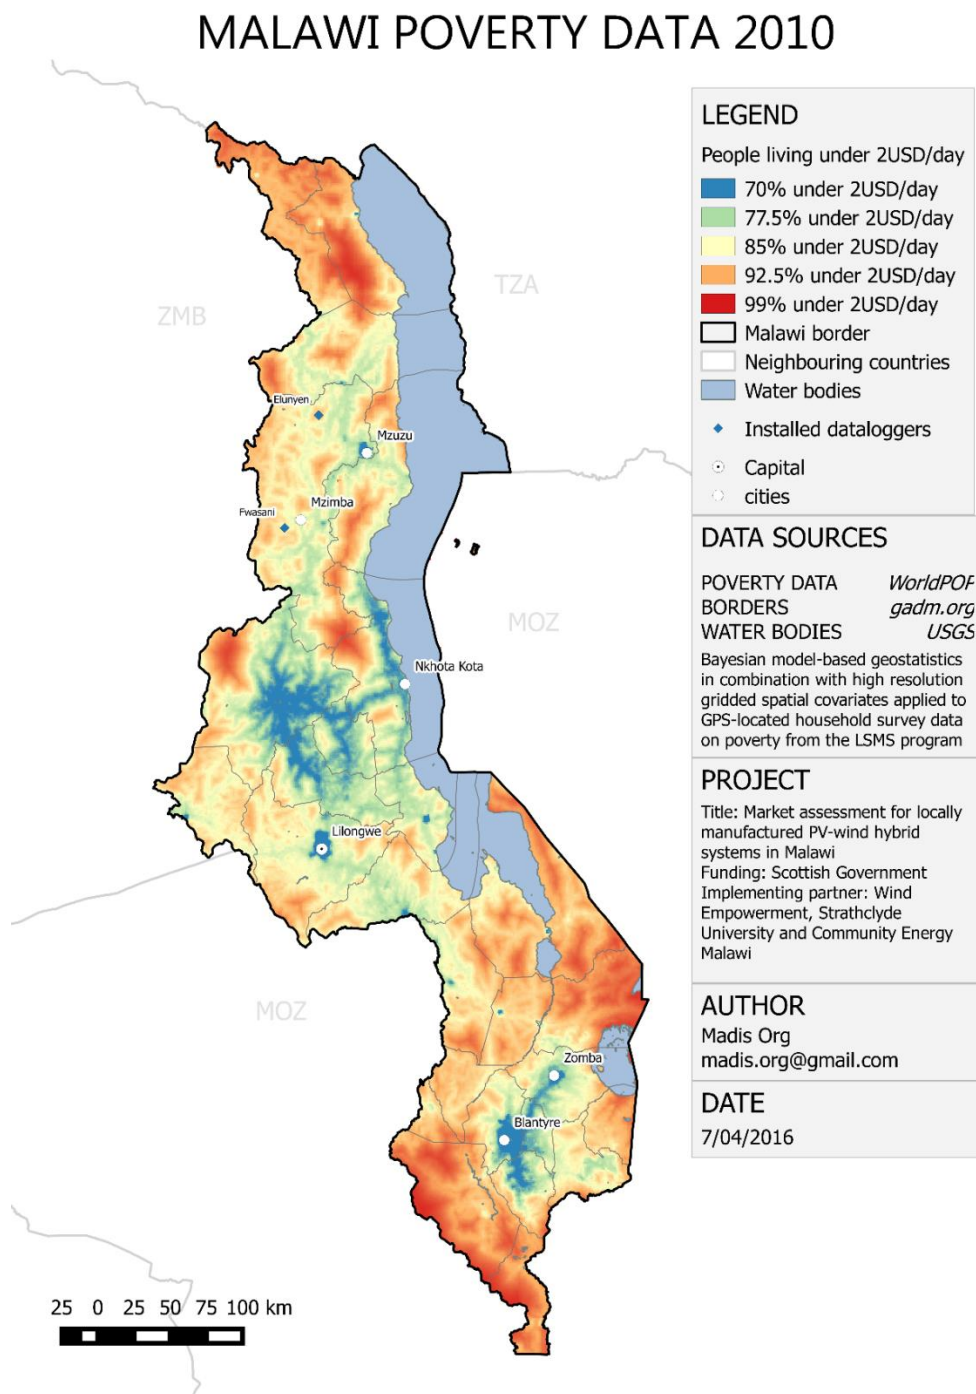 MALAWI POVERTY DATA 2010
LEGEND
People living under 2USD/day
70% under 2USD/day
77.5% under 2USD/day
85% under 2USD/day
92.5% under 2USD/day
99% under 2USD/day
Malawi border
Neighbouring countries
Water bodies
Installed dataloggers
Capital
cities
DATA SOURCES
POVERTY DATA WorldPOP
BORDERS gadm.org
WATER BODIES USGS
Bayesian model-based geostatistics
in combination with high resolution
gridded spatial covariates applied to
GPS-located household survey data
on poverty from the LSMS program
PROJECT
Title: Market assessment for locally
manufactured PV-wind hybrid
systems in Malawi
Funding: Scottish Government
Implementing partner: Wind
Empowerment, Strathclyde
University and Community Energy
Malawi
AUTHOR
Madis Org
madis.org@gmail.com
DATE
7/04/2016
TZA
ZMB
Elunyen
Mzuzu
Mzimba
Fwasani
MOZ
Nkhota Kota
Lilongwe
MOZ
Zomba
Blantyre
25 0 25 50 75 100 km